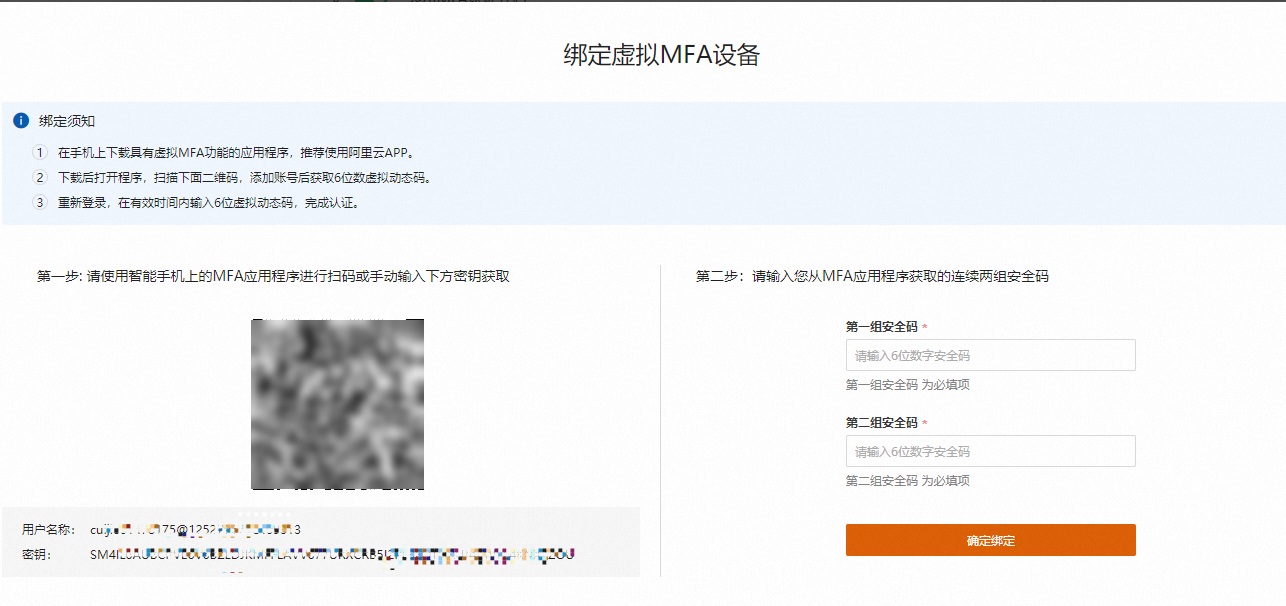 绑定虚拟MFA设备
绑定须知
1 在手机上下载具有虚拟MFA功能的应用程序，推荐使用阿里云APP。
2 下载后打开程序，扫描下面二维码，添加账号后获取6位数虚拟动态码。
3 重新登录，在有效时间内输入6位虚拟动态码，完成认证。
第一步: 请使用智能手机上的MFA应用程序进行扫码或手动输入下方密钥获取
用户名称：
密钥：
第二步：请输入您从MFA应用程序获取的连续两组安全码
第一组安全码 *
请输入6位数字安全码
第一组安全码 为必填项
第二组安全码 *
请输入6位数字安全码
第二组安全码 为必填项
确定绑定